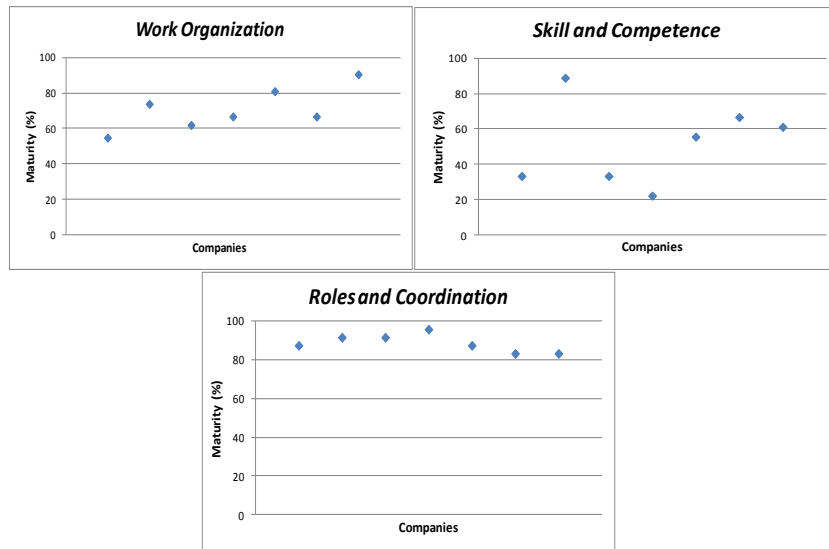 Work Organization
100
80
60
40
20
0
Maturity (%)
Companies
Skill and Competence
100
80
60
40
20
0
Maturity (%)
Companies
Roles and Coordination
100
80
60
40
20
0
Maturity (%)
Companies